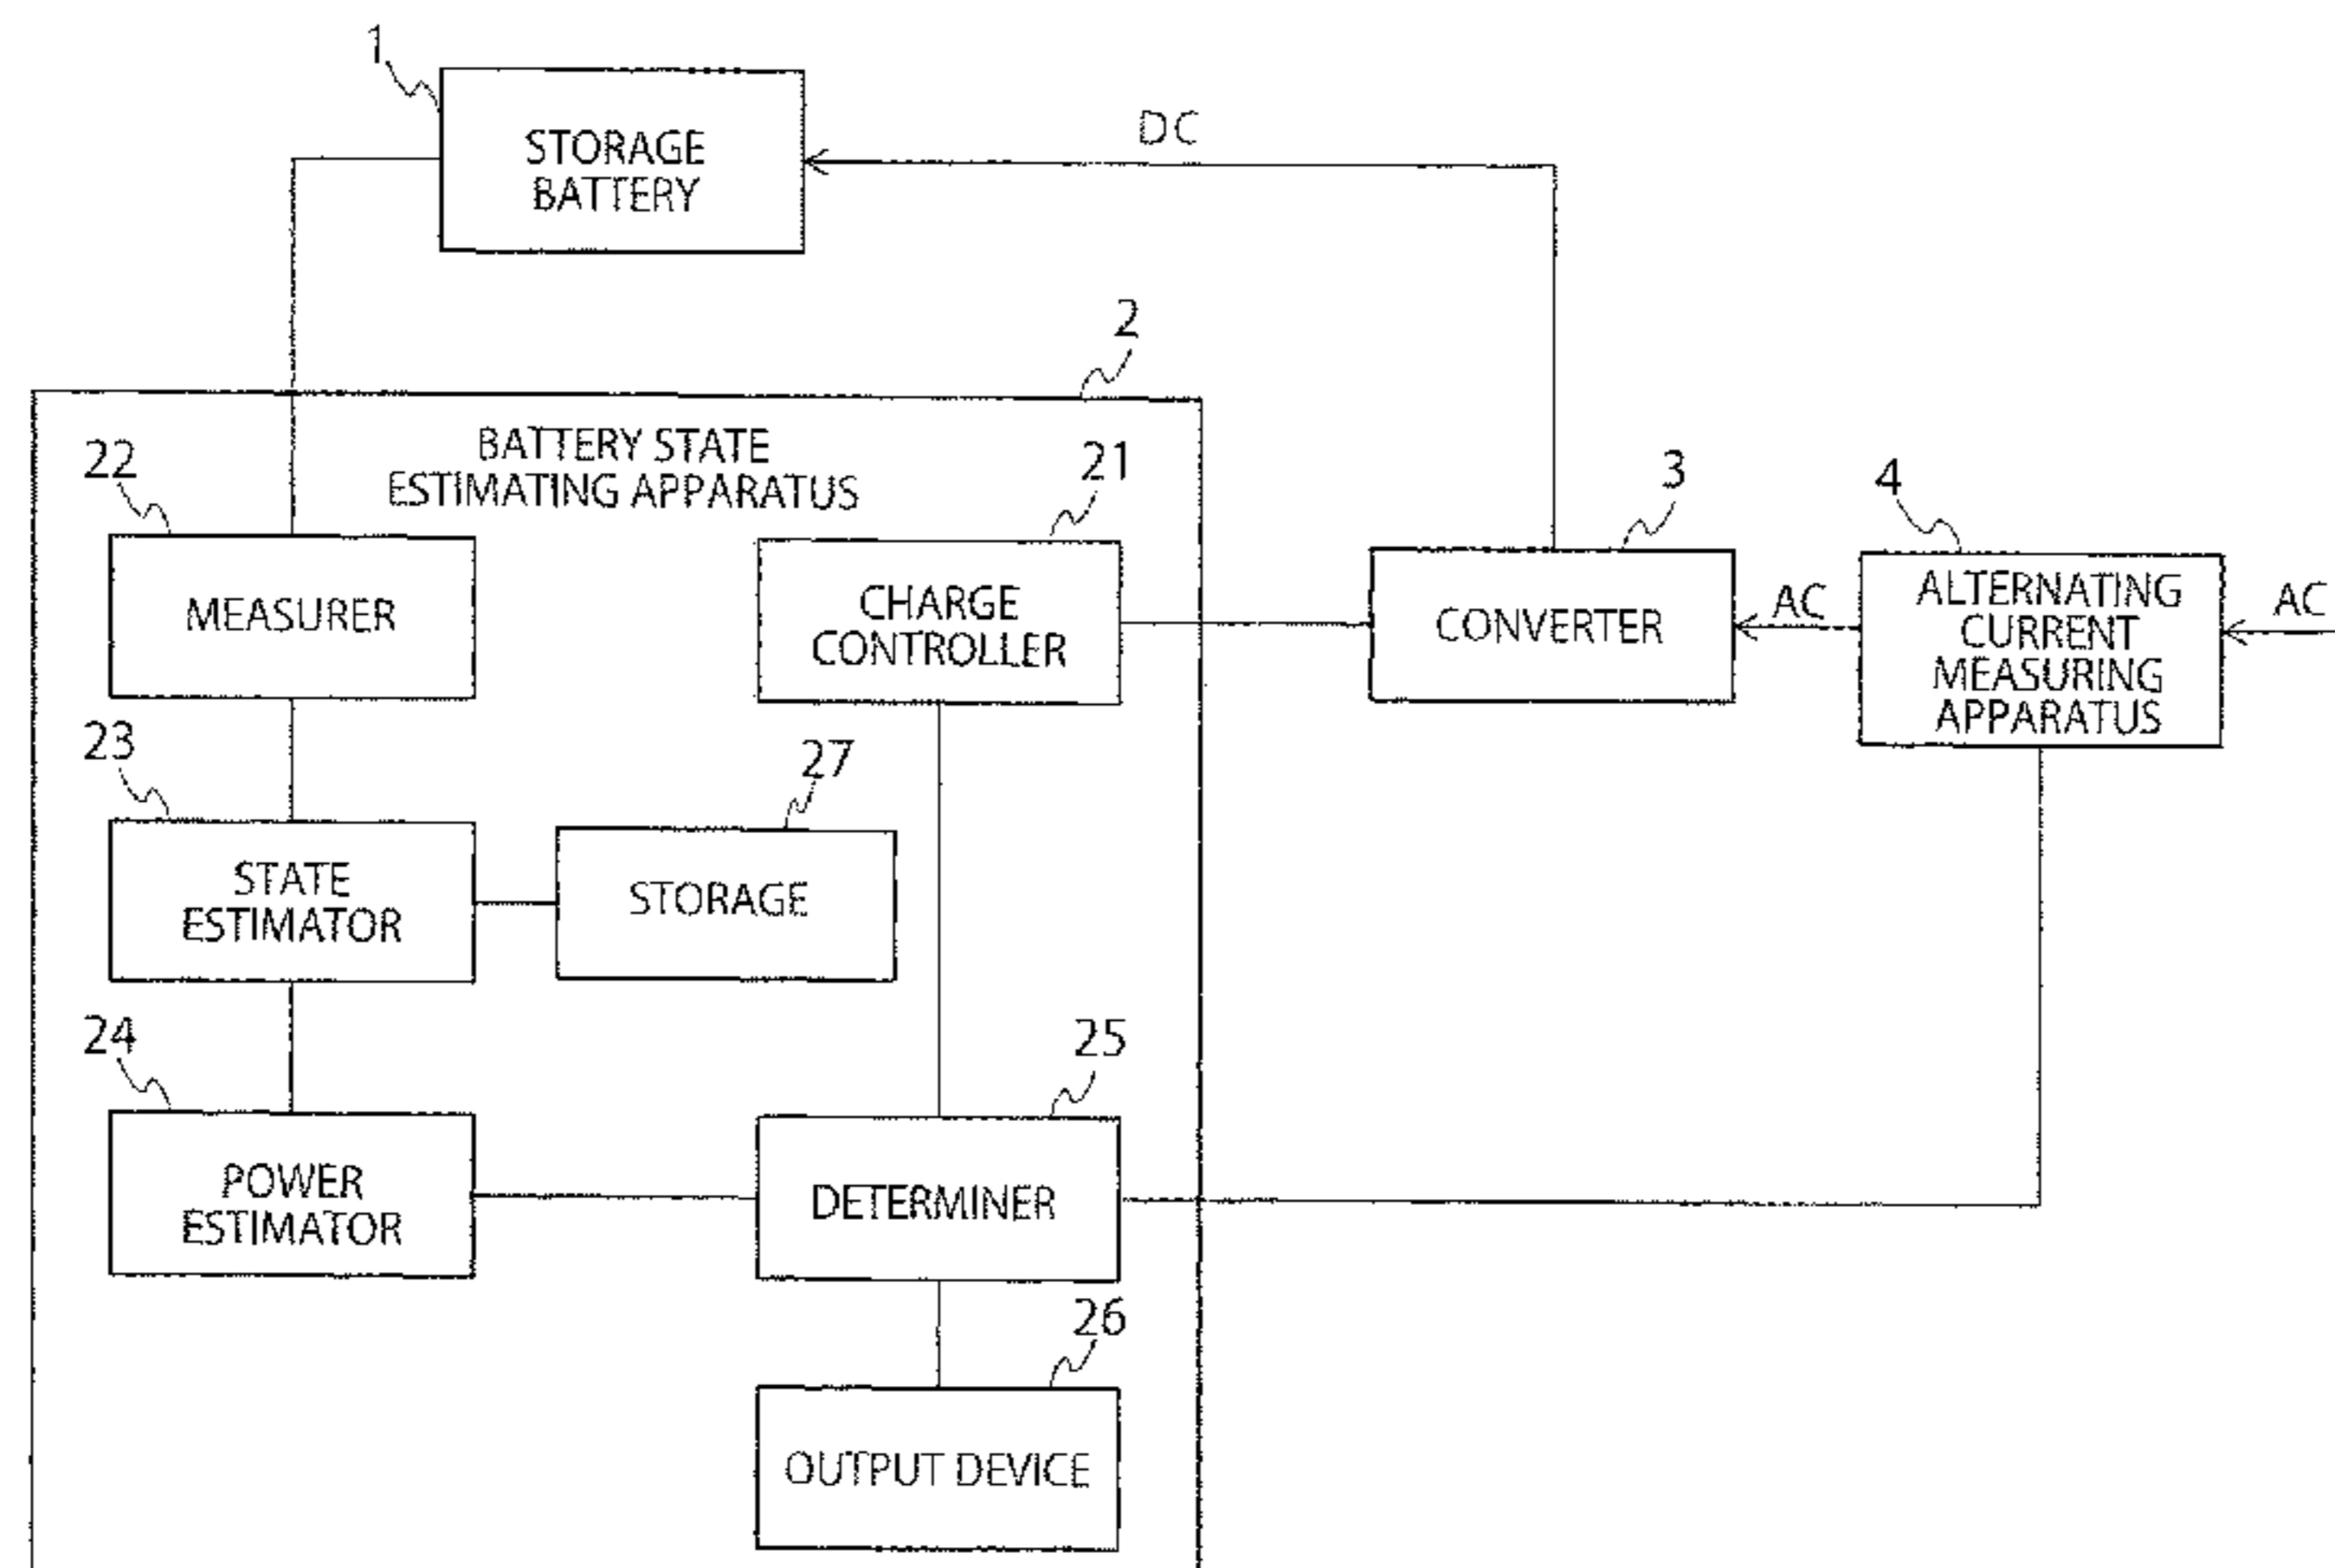 1
STORAGE
BATTERY
DC
2
BATTERY STATE
ESTIMATING APPARATUS
22
MEASURER
21
CHARGE
CONTROLLER
3
CONVERTER
AC
4
ALTERNATING
CURRENT
MEASURING
APPARATUS
AC
23
STATE
ESTIMATOR
27
STORAGE
24
POWER
ESTIMATOR
25
DETERMINER
26
OUTPUT DEVICE